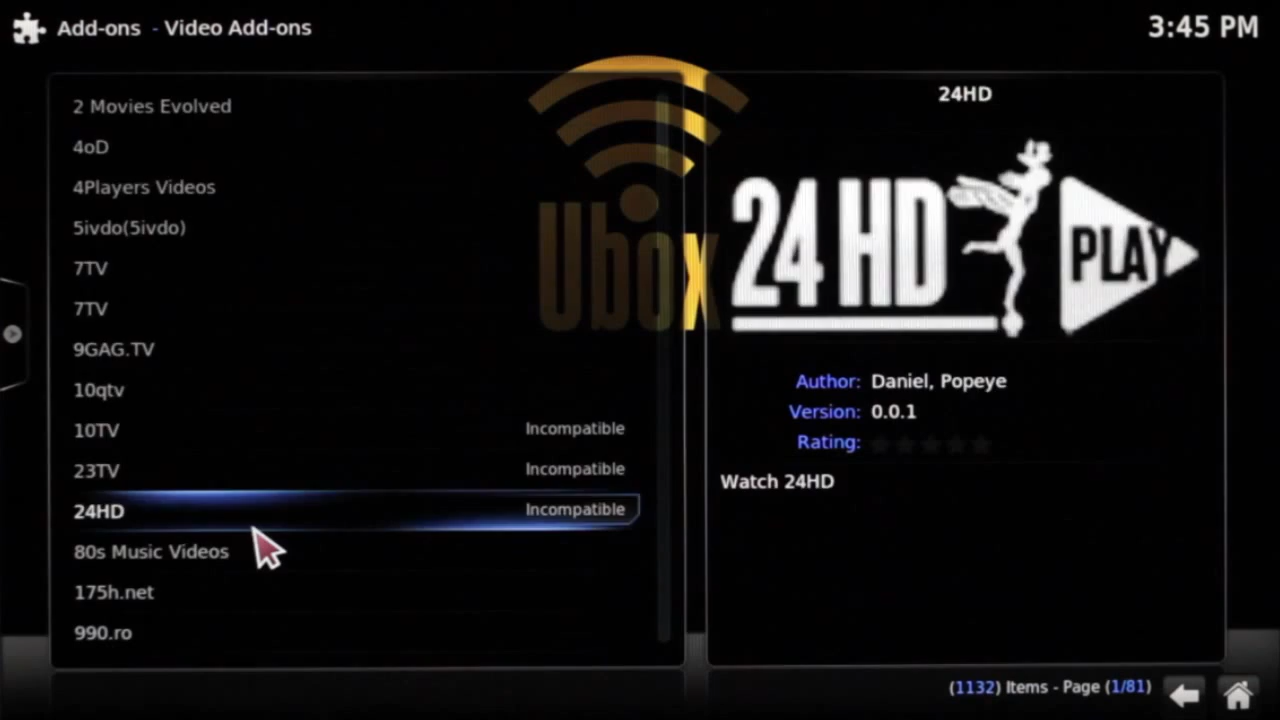 Add-ons - Video Add-ons
3:45 PM
2 Movies Evolved
4oD
4Players Videos
5ivdo(5ivdo)
7TV
7TV
9GAG.TV
10qtv
10TV Incompatible
23TV Incompatible
24HD Incompatible
80s Music Videos
175h.net
990.ro
Ubox
24HD
24 HD PLAY
Author: Daniel, Popeye
Version: 0.0.1
Rating:
Watch 24HD
(1132) Items - Page (1/81)